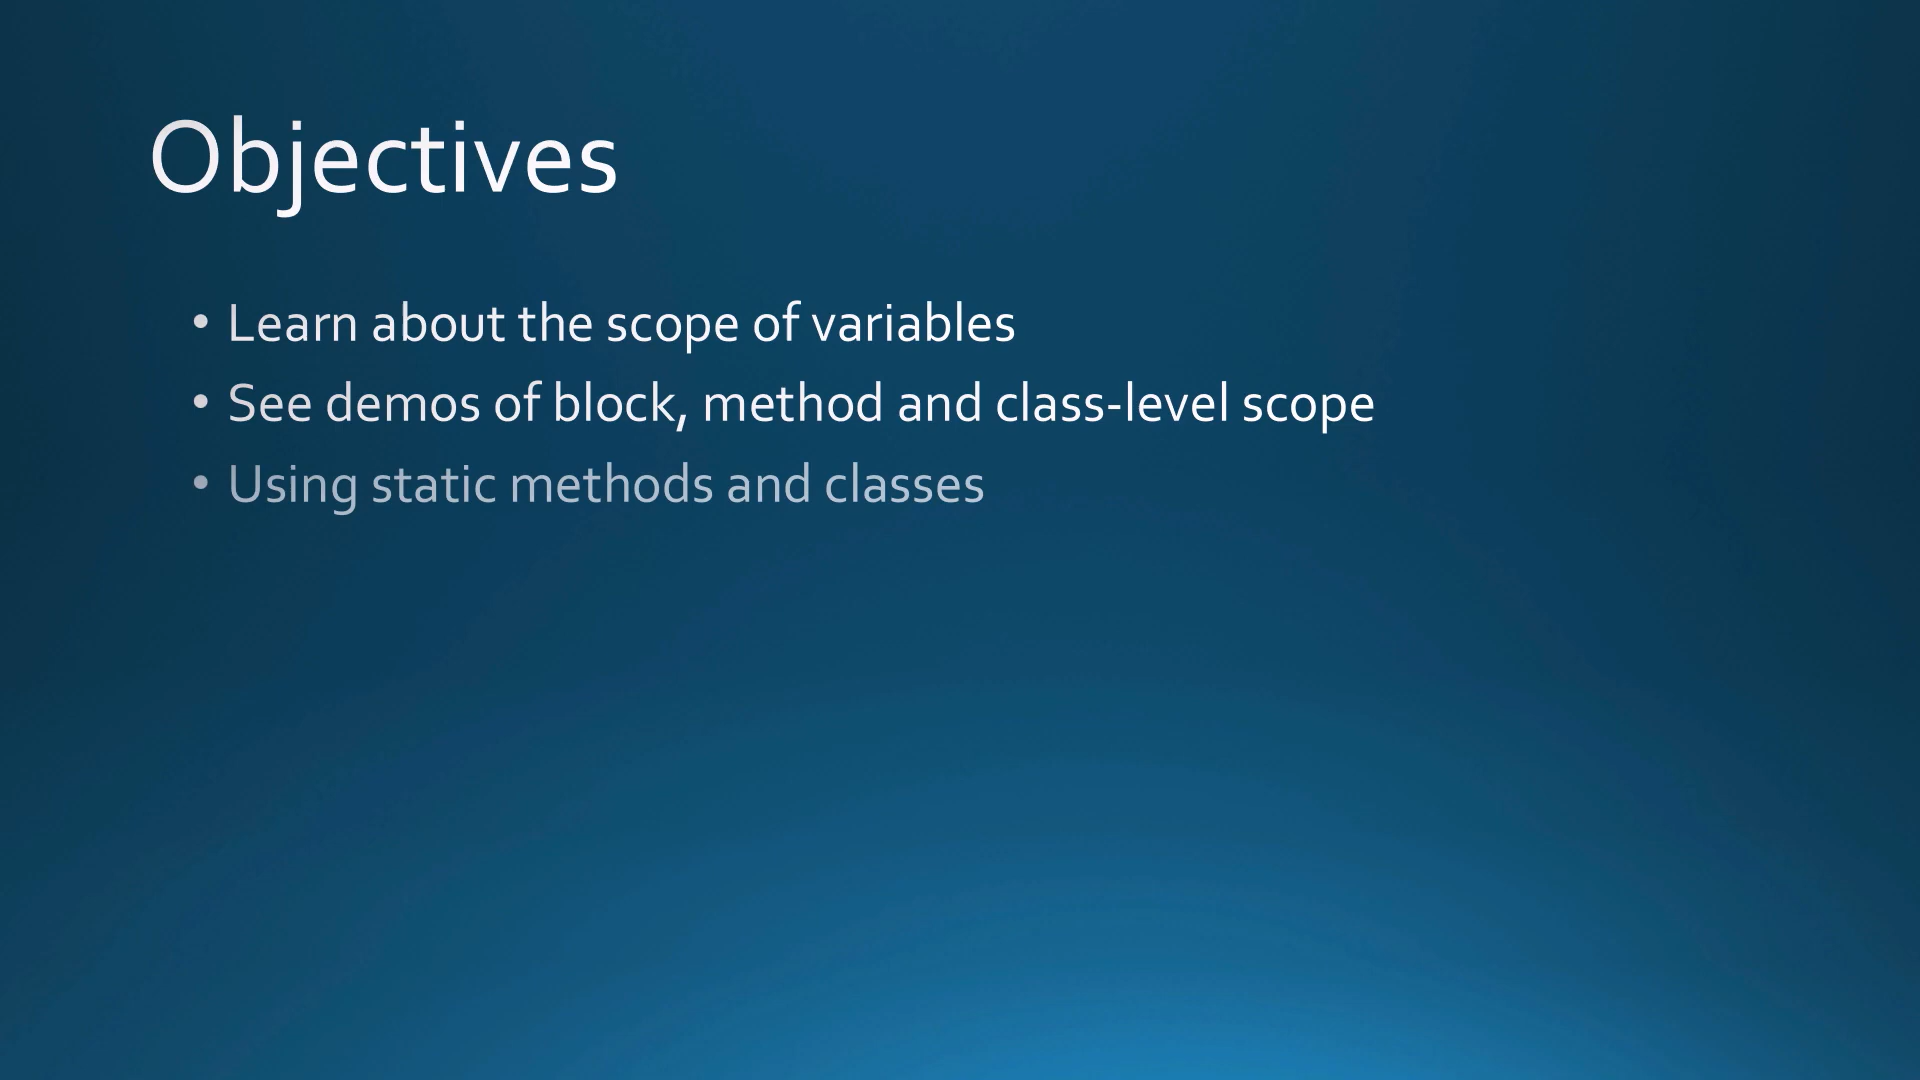 Objectives
• Learn about the scope of variables
• See demos of block, method and class-level scope
• Using static methods and classes